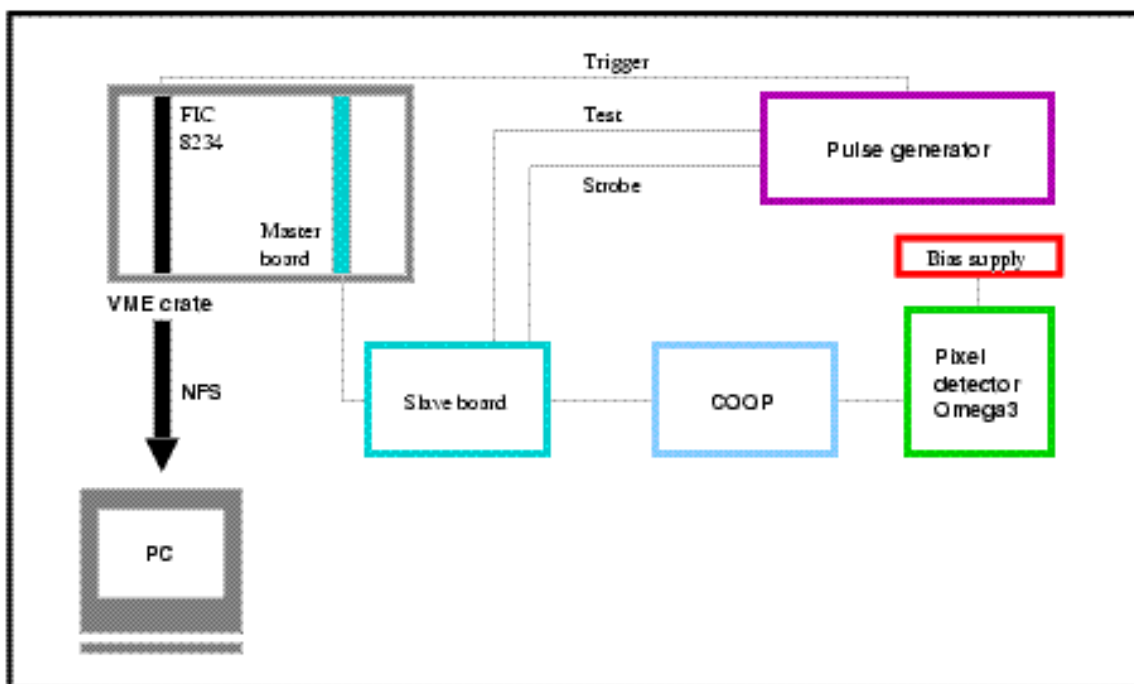 Trigger
FIC
8234
Test
Pulse generator
Strobe
Master
board
Bias supply
VME crate
Pixel
detector
Omega3
NFS
Slave board
COOP
PC